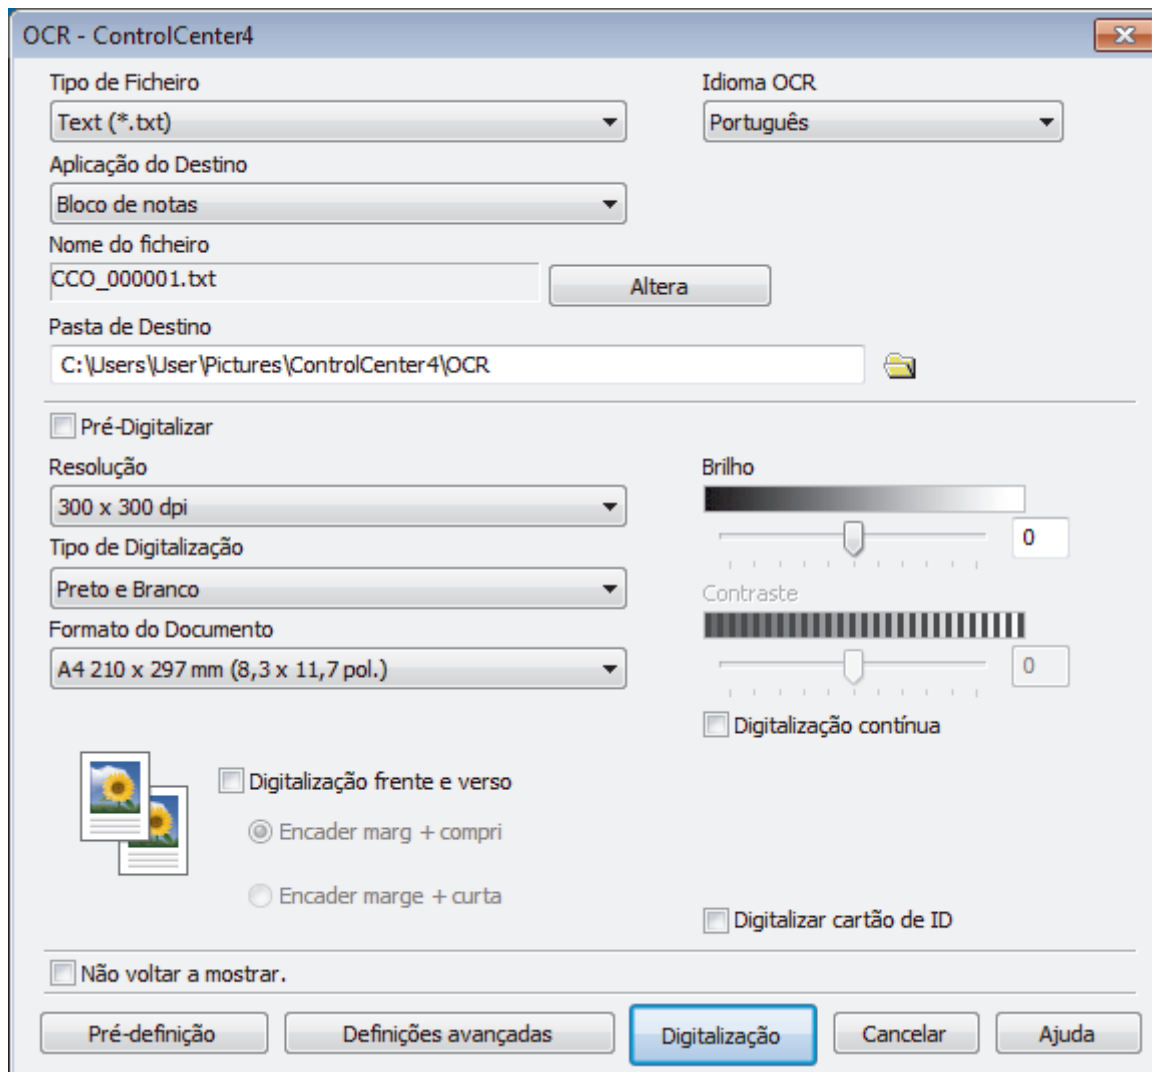 OCR - ControlCenter4
Tipo de Ficheiro
Idioma OCR
Text (*.txt)
Português
Aplicação do Destino
Bloco de notas
Nome do ficheiro
CCO_000001.txt
Altera
Pasta de Destino
C:\Users\User\Pictures\ControlCenter4\OCR
Pré-Digitalizar
Resolução
Brilho
300 x 300 dpi
0
Tipo de Digitalização
Preto e Branco
Contraste
Formato do Documento
A4 210 x 297 mm (8,3 x 11,7 pol.)
0
Digitalização contínua
Digitalização frente e verso
Encader marg + compri
Encader marge + curta
Digitalizar cartão de ID
Não voltar a mostrar.
Pré-definição
Definições avançadas
Digitalização
Cancelar
Ajuda